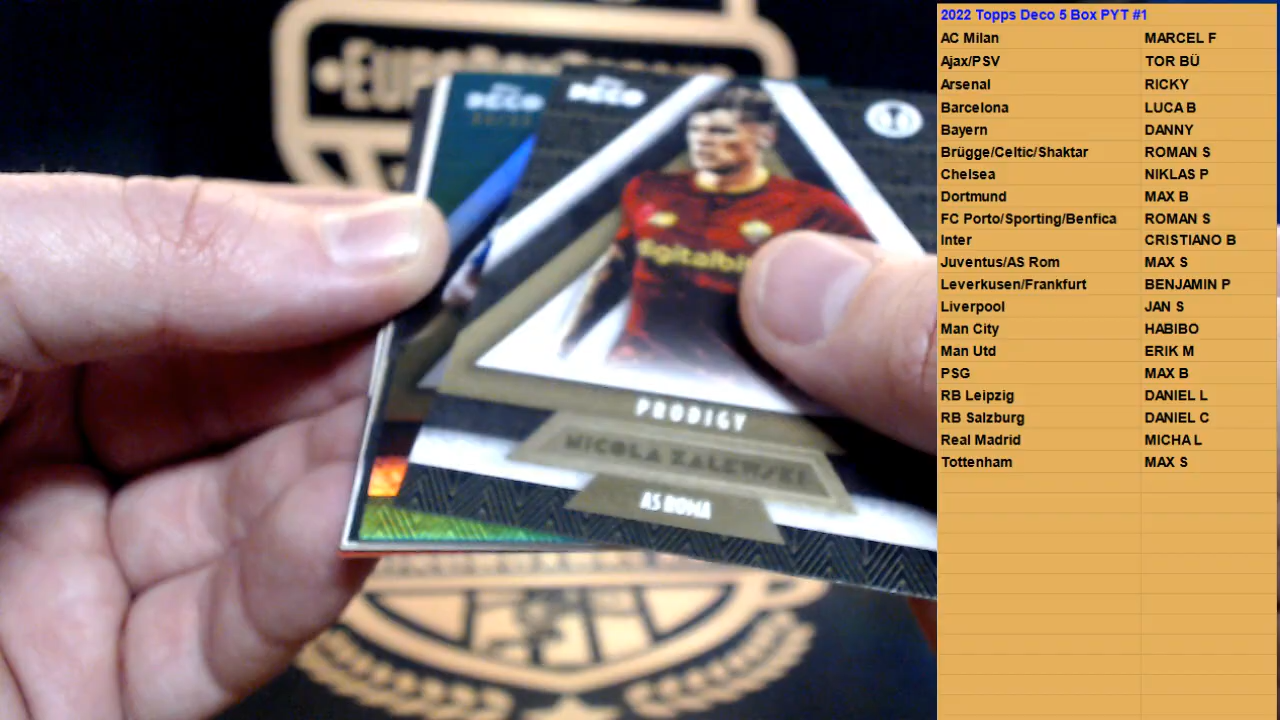 2022 Topps Deco 5 Box PYT #1
AC Milan MARCEL F
Ajax/PSV TOR BÜ
Arsenal RICKY
Barcelona LUCA B
Bayern DANNY
Brügge/Celtic/Shaktar ROMAN S
Chelsea NIKLAS P
Dortmund MAX B
FC Porto/Sporting/Benfica ROMAN S
Inter CRISTIANO B
Juventus/AS Rom MAX S
Leverkusen/Frankfurt BENJAMIN P
Liverpool JAN S
Man City HABIBO
Man Utd ERIK M
PSG MAX B
RB Leipzig DANIEL L
RB Salzburg DANIEL C
Real Madrid MICHA L
Tottenham MAX S
DECO
DECO
PRODIGY
NICOLA ZALEWSKI
AS ROMA